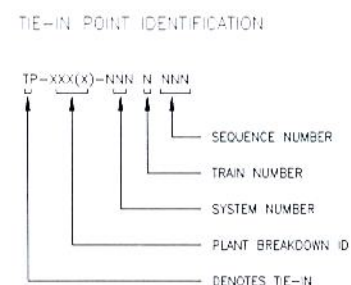 TIE-IN POINT IDENTIFICATION
TP-XXX(X)-NNN N NNN
SEQUENCE NUMBER
TRAIN NUMBER
SYSTEM NUMBER
PLANT BREAKDOWN ID
DENOTES TIE-IN